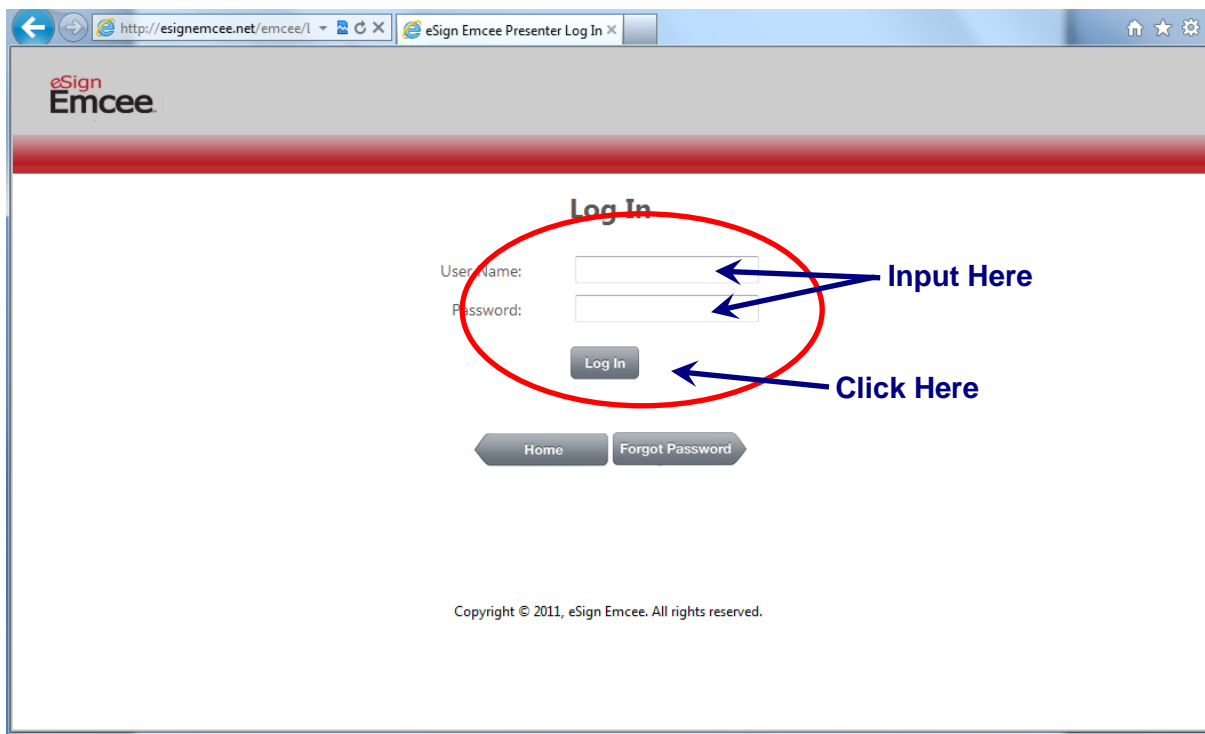 http://esignemcee.net/emcee/l
eSign Emcee Presenter Log In
eSign
Emcee.
Log In
User Name:
Input Here
Password:
Log In
Click Here
Home
Forgot Password
Copyright © 2011, eSign Emcee. All rights reserved.